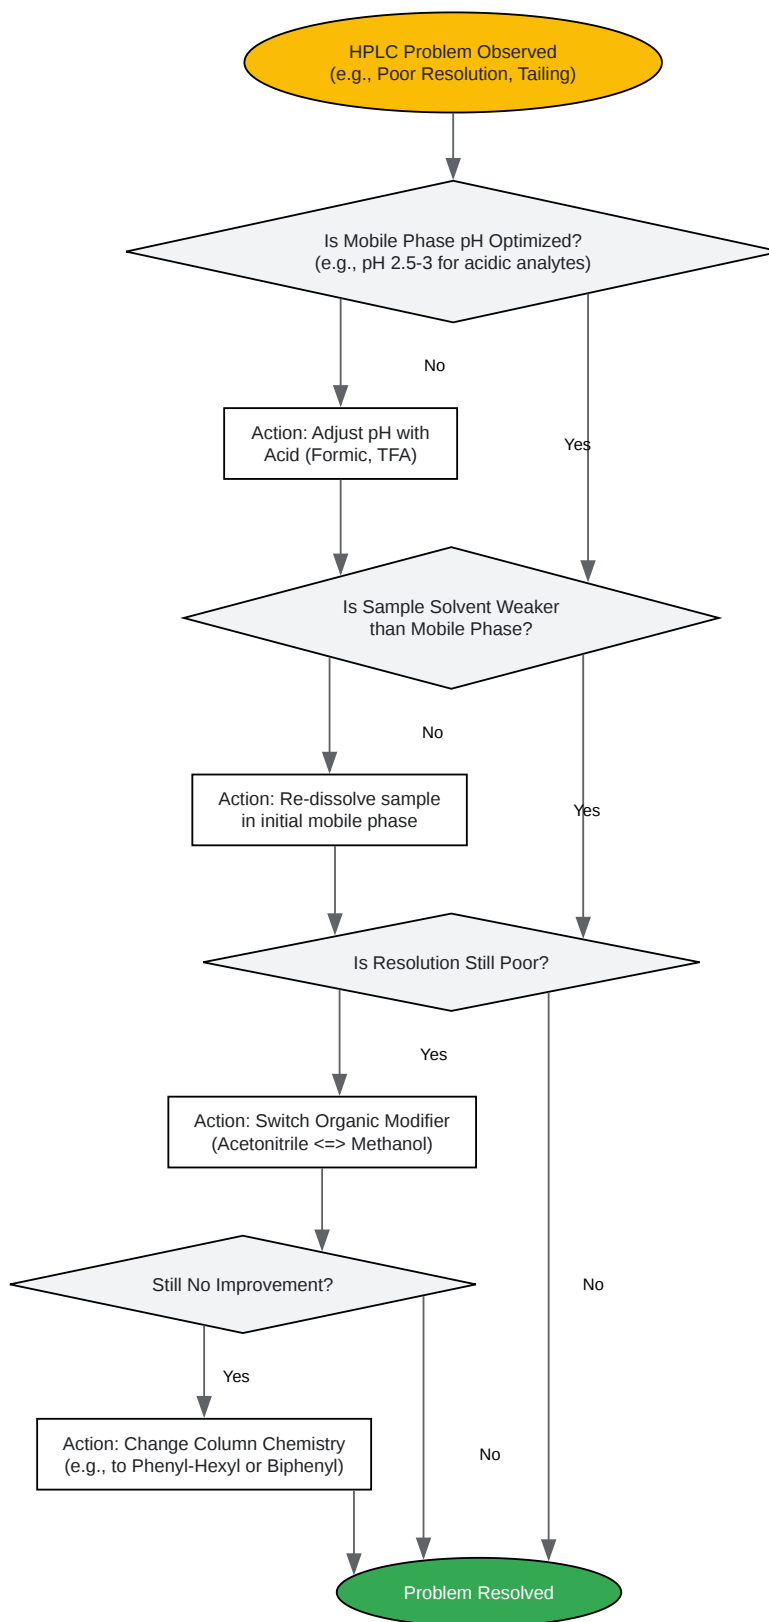 HPLC Problem Observed
(e.g., Poor Resolution, Tailing)
Is Mobile Phase pH Optimized?
(e.g., pH 2.5-3 for acidic analytes)
No
Action: Adjust pH with
Acid (Formic, TFA)
Yes
Is Sample Solvent Weaker
than Mobile Phase?
No
Action: Re-dissolve sample
in initial mobile phase
Yes
Is Resolution Still Poor?
Yes
Action: Switch Organic Modifier
(Acetonitrile <=> Methanol)
Still No Improvement?
No
Yes
Action: Change Column Chemistry
(e.g., to Phenyl-Hexyl or Biphenyl)
No
Problem Resolved